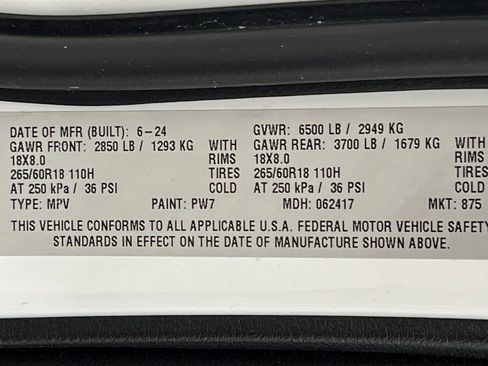 DATE OF MFR (BUILT): 6-24 GVWR: 6500 LB / 2949 KG
GAWR FRONT: 2850 LB / 1293 KG WITH GAWR REAR: 3700 LB / 1679 KG WITH
18X8.0 RIMS 18X8.0 RIMS
265/60R18 110H TIRES 265/60R18 110H TIRES
AT 250 kPa / 36 PSI COLD AT 250 kPa / 36 PSI COLD
TYPE: MPV PAINT: PW7 MDH: 062417 MKT: 875
THIS VEHICLE CONFORMS TO ALL APPLICABLE U.S.A. FEDERAL MOTOR VEHICLE SAFETY
STANDARDS IN EFFECT ON THE DATE OF MANUFACTURE SHOWN ABOVE.